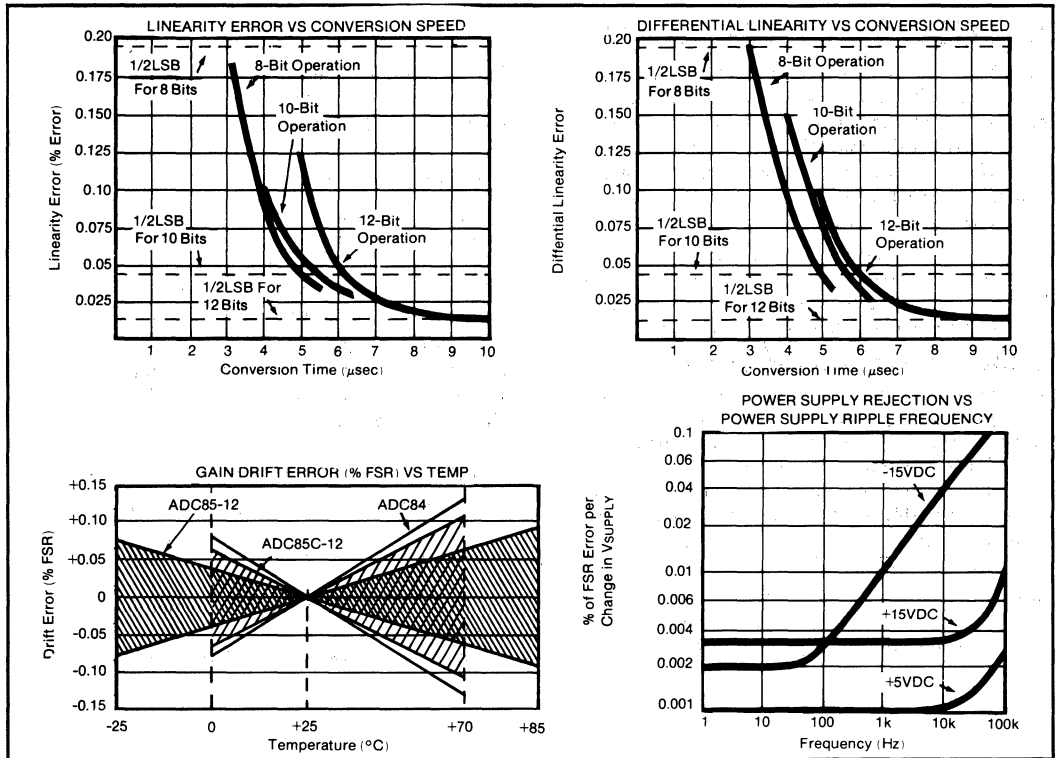 LINEARITY ERROR VS CONVERSION SPEED
0.20
0.175
0.150
0.125
0.10
0.075
0.05
0.025
Linearity Error (% Error)
1/2LSB
For 8 Bits
8-Bit Operation
10-Bit
Operation
12-Bit
Operation
1/2LSB
For 10 Bits
1/2LSB For
12 Bits
1 2 3 4 5 6 7 8 9 10
Conversion Time (μsec)
DIFFERENTIAL LINEARITY VS CONVERSION SPEED
0.20
0.175
0.150
0.125
0.10
0.075
0.05
0.025
Diffential Linearity Error
1/2LSB
For 8 Bits
8-Bit Operation
10-Bit
Operation
12-Bit
Operation
1/2LSB
For 10 Bits
1/2LSB
For 12 Bits
1 2 3 4 5 6 7 8 9 10
Conversion Time (μsec)
GAIN DRIFT ERROR (% FSR) VS TEMP
+0.15
+0.10
+0.05
0
-0.05
-0.10
-0.15
Drift Error (% FSR)
ADC85-12
ADC84
ADC85C-12
-25 0 +25 +70 +85
Temperature (°C)
POWER SUPPLY REJECTION VS
POWER SUPPLY RIPPLE FREQUENCY
0.1
0.06
0.04
0.02
0.01
0.006
0.004
0.002
0.001
% of FSR Error per
Change in VSUPPLY
-15VDC
+15VDC
+5VDC
1 10 100 1k 10k 100k
Frequency (Hz)